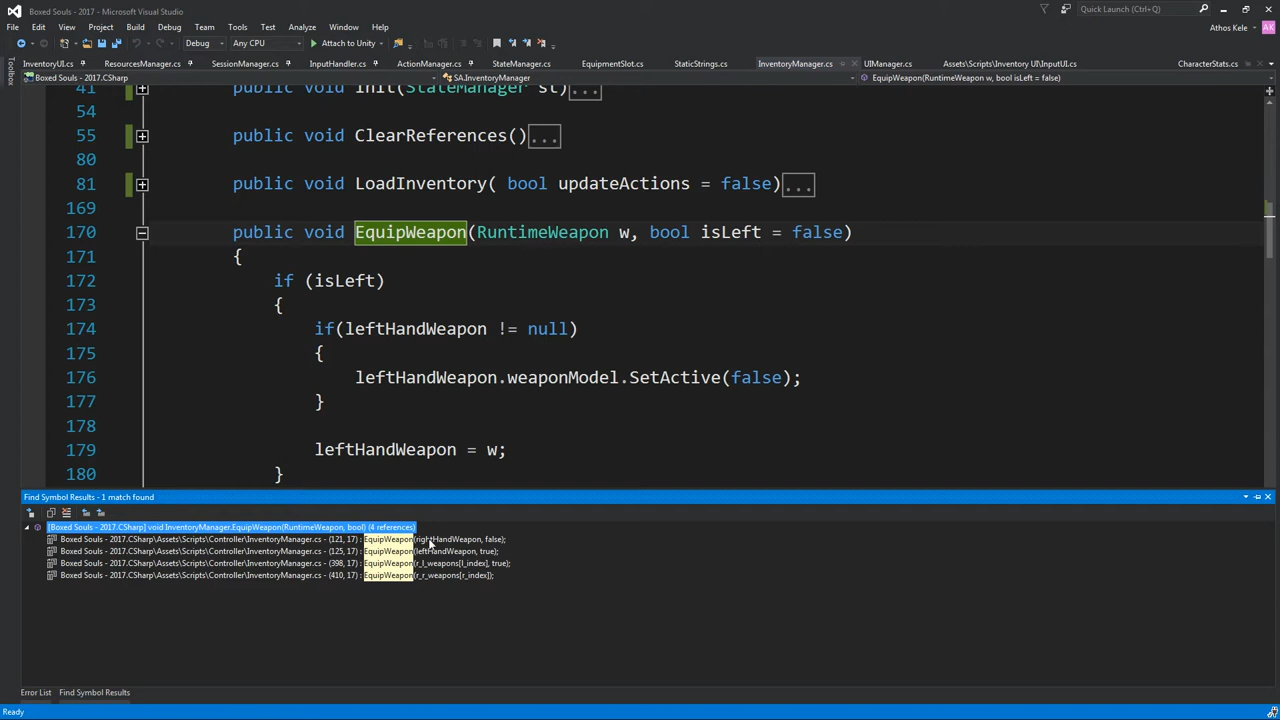 Boxed Souls - 2017 - Microsoft Visual Studio
Quick Launch (Ctrl+Q)
File Edit View Project Build Debug Team Tools Test Analyze Window Help
Athos Kele AK
Debug Any CPU Attach to Unity
Toolbox
InventoryUI.cs ResourcesManager.cs SessionManager.cs InputHandler.cs ActionManager.cs StateManager.cs EquipmentSlot.cs StaticStrings.cs InventoryManager.cs UIManager.cs Assets\Scripts\Inventory UI\InputUI.cs CharacterStats.cs
Boxed Souls - 2017.CSharp SA.InventoryManager EquipWeapon(RuntimeWeapon w, bool isLeft = false)
41 public void Init(StateManager st)...
54
55 public void ClearReferences()...
80
81 public void LoadInventory( bool updateActions = false)...
169
170 public void EquipWeapon(RuntimeWeapon w, bool isLeft = false)
171 {
172 if (isLeft)
173 {
174 if(leftHandWeapon != null)
175 {
176 leftHandWeapon.weaponModel.SetActive(false);
177 }
178
179 leftHandWeapon = w;
180 }
Find Symbol Results - 1 match found
[Boxed Souls - 2017.CSharp] void InventoryManager.EquipWeapon(RuntimeWeapon, bool) (4 references)
Boxed Souls - 2017.CSharp\Assets\Scripts\Controller\InventoryManager.cs - (121, 17) : EquipWeapon(rightHandWeapon, false);
Boxed Souls - 2017.CSharp\Assets\Scripts\Controller\InventoryManager.cs - (125, 17) : EquipWeapon(leftHandWeapon, true);
Boxed Souls - 2017.CSharp\Assets\Scripts\Controller\InventoryManager.cs - (398, 17) : EquipWeapon(r_l_weapons[l_index], true);
Boxed Souls - 2017.CSharp\Assets\Scripts\Controller\InventoryManager.cs - (410, 17) : EquipWeapon(r_r_weapons[r_index]);
Error List Find Symbol Results
Ready